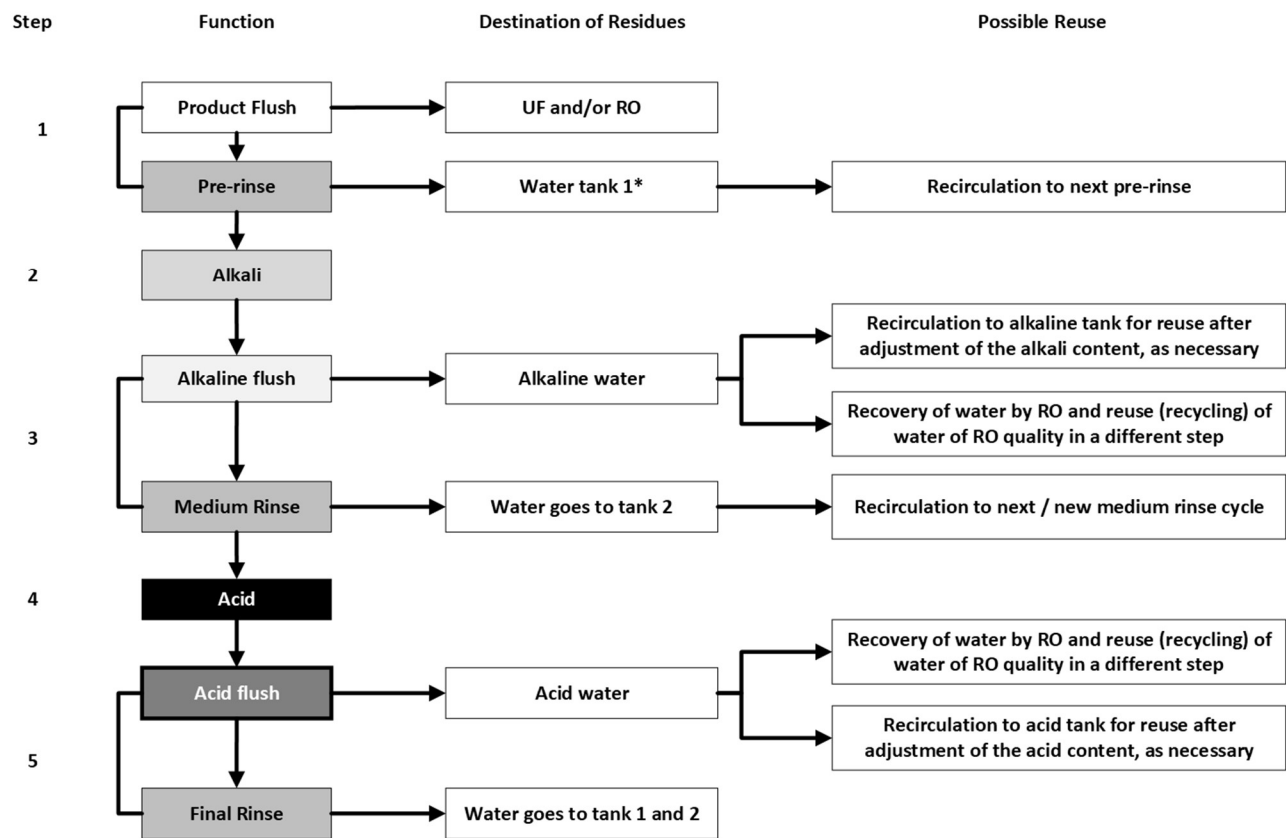 Step Function Destination of Residues Possible Reuse
1
Product Flush UF and/or RO
Pre-rinse Water tank 1* Recirculation to next pre-rinse
2
Alkali
Recirculation to alkaline tank for reuse after
adjustment of the alkali content, as necessary
Alkaline flush Alkaline water
Recovery of water by RO and reuse (recycling) of
water of RO quality in a different step
3
Medium Rinse Water goes to tank 2 Recirculation to next / new medium rinse cycle
4
Acid
Recovery of water by RO and reuse (recycling) of
water of RO quality in a different step
Acid flush Acid water
Recirculation to acid tank for reuse after
adjustment of the acid content, as necessary
5
Final Rinse Water goes to tank 1 and 2